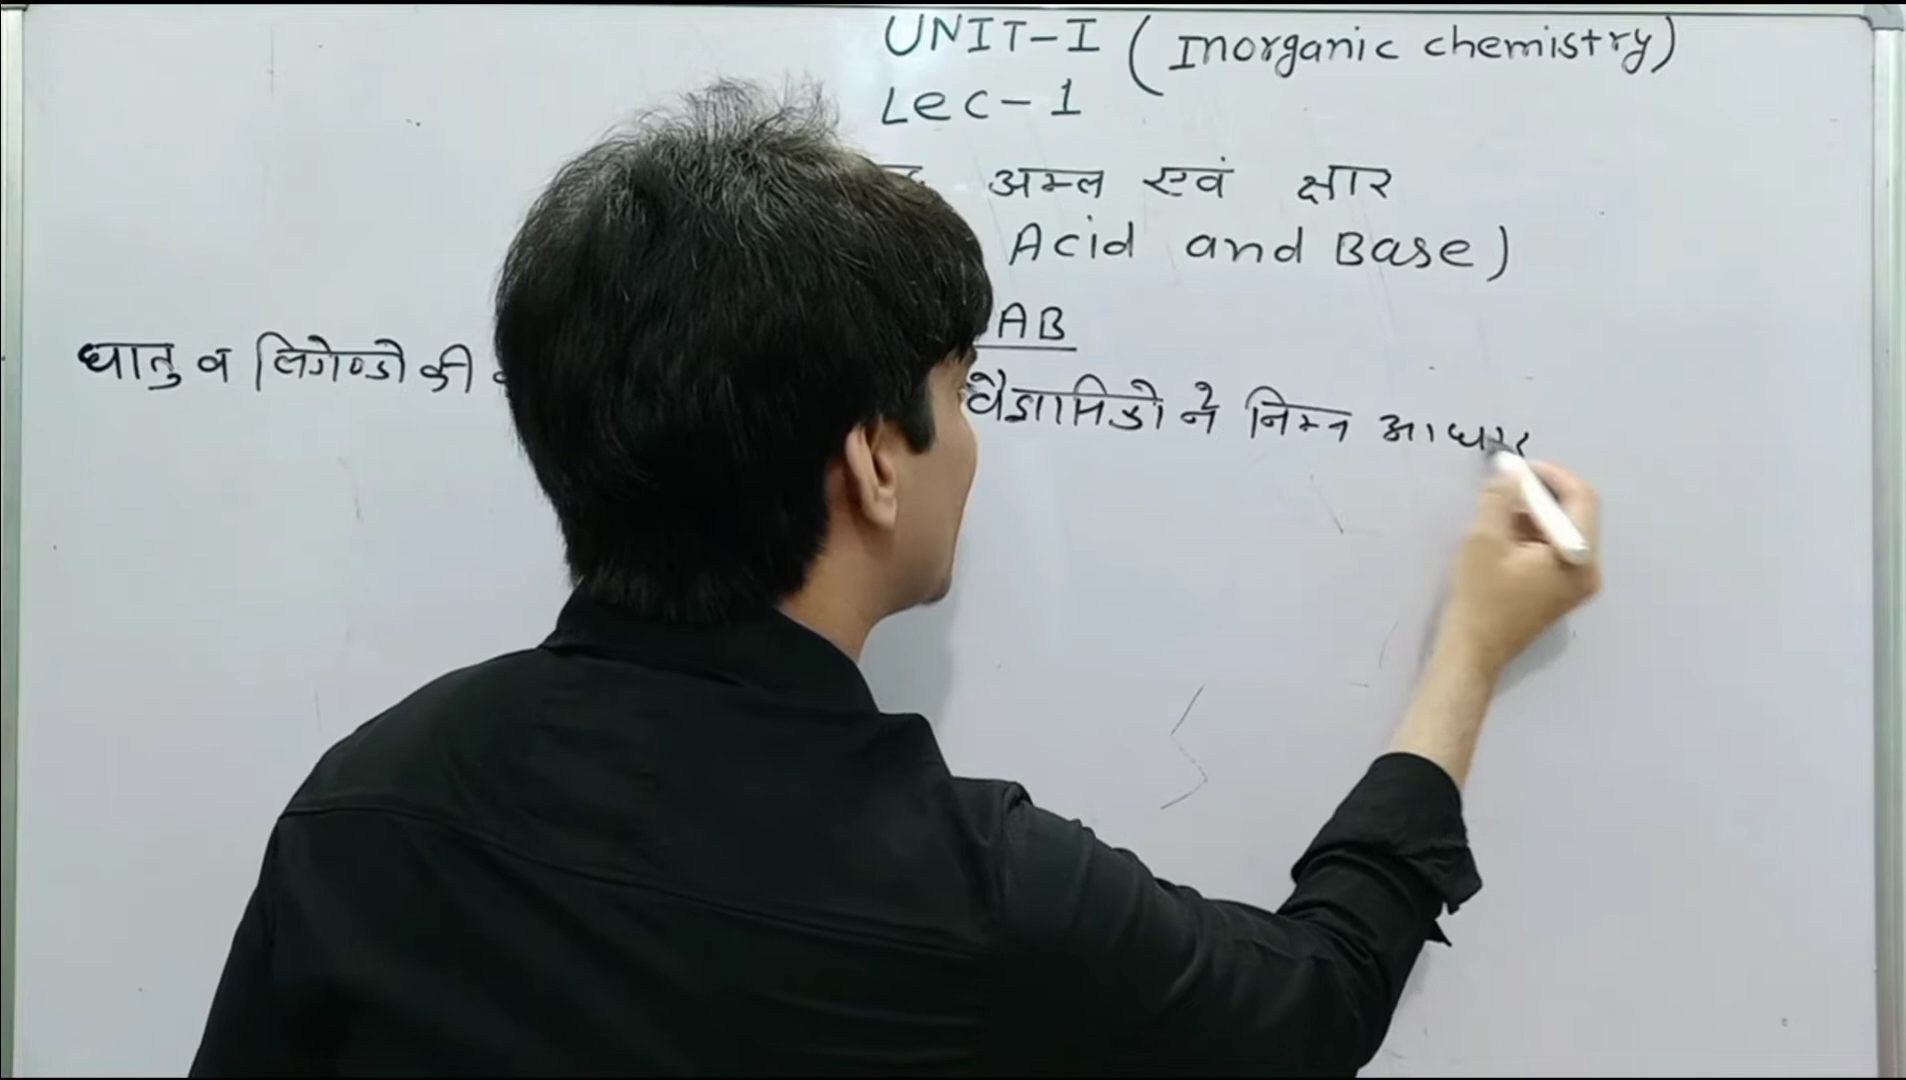 UNIT-I (Inorganic chemistry)
Lec-1
अम्ल एवं क्षार
Acid and Base)
AB
धातु व लिगेण्डो की वैज्ञानिको ने निम्न आधार